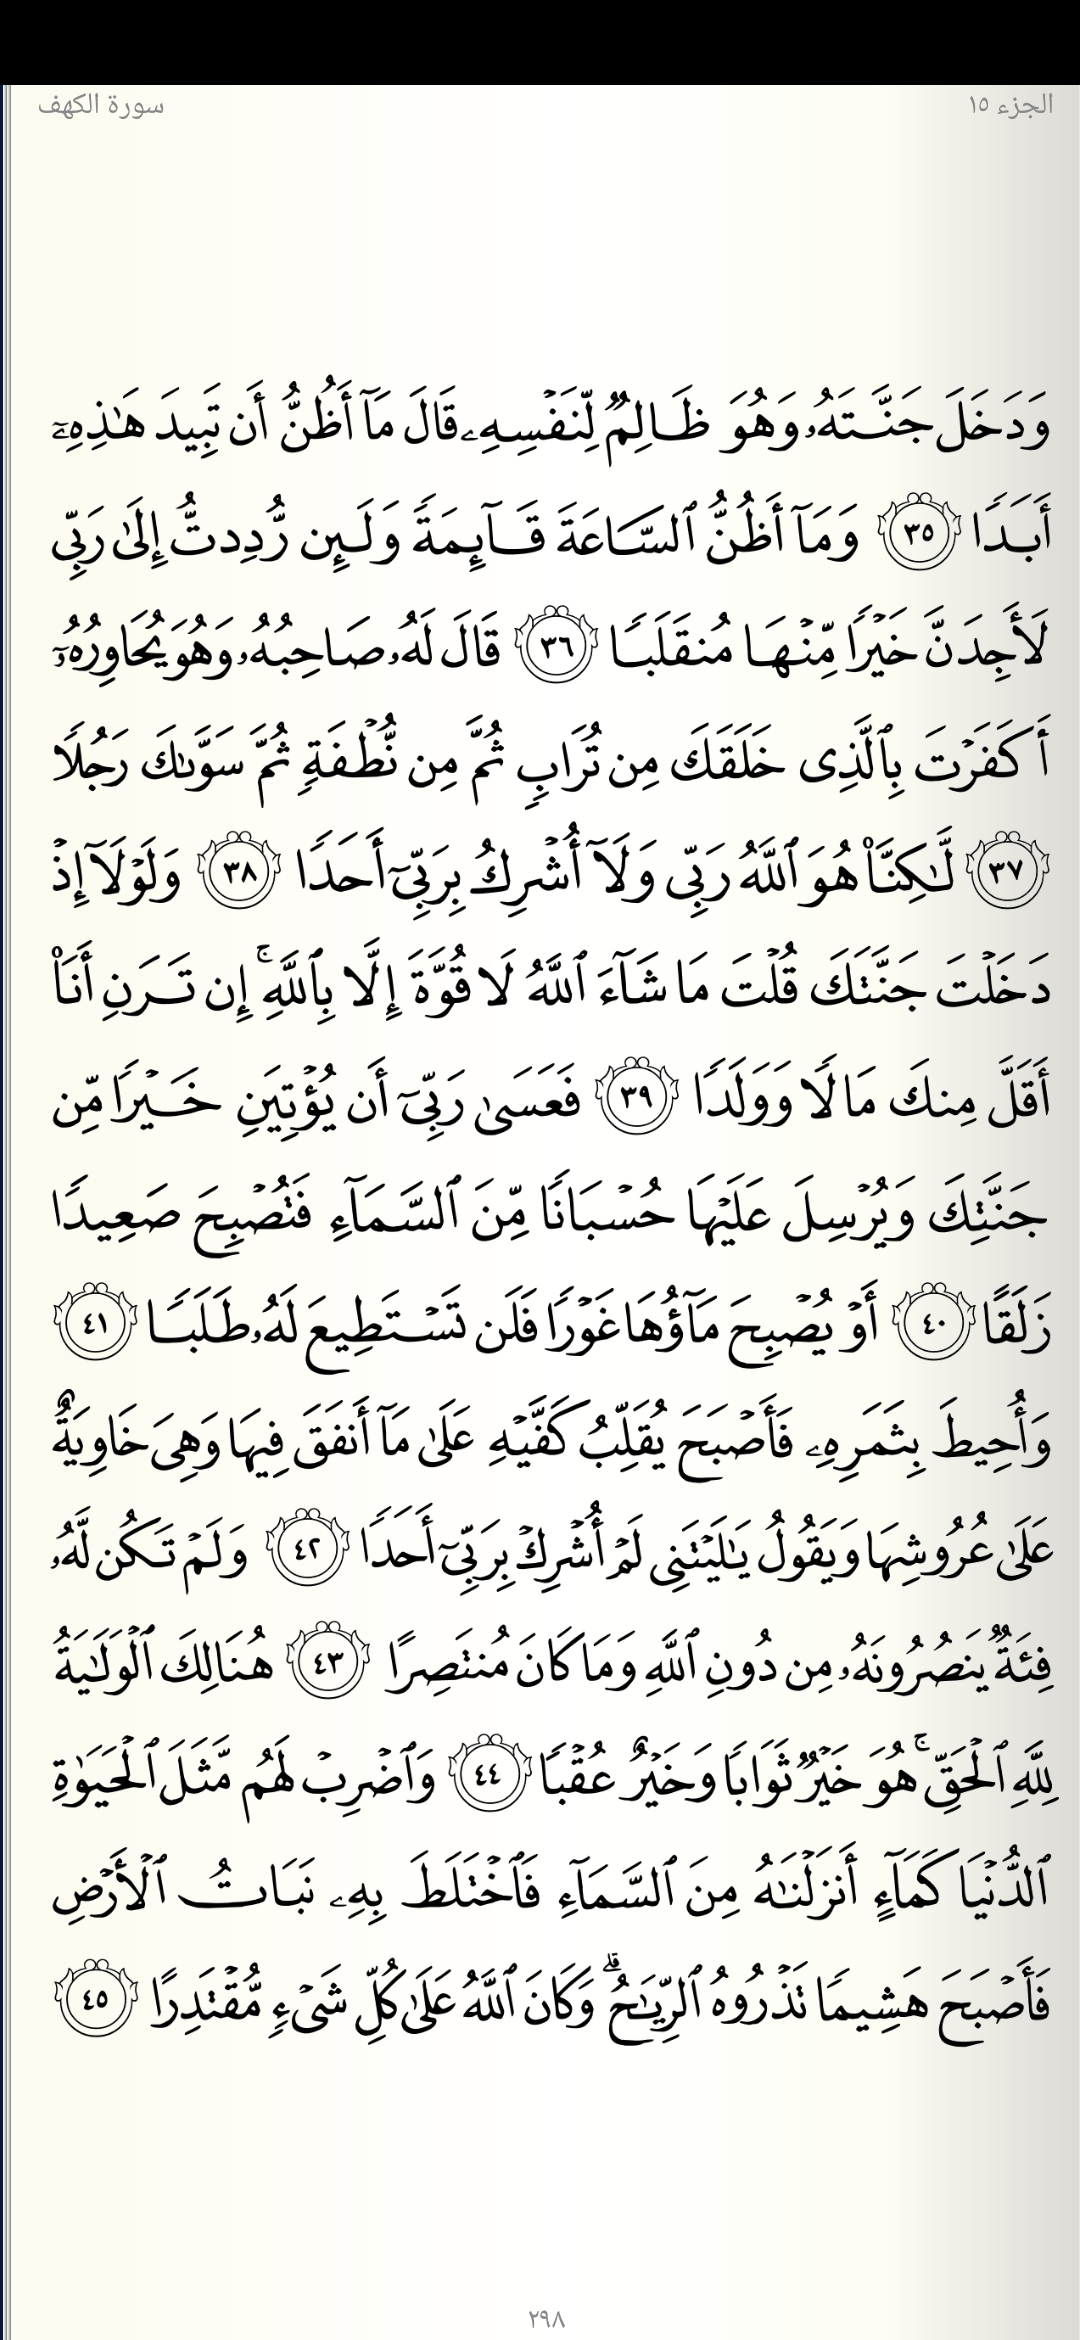 الجزء ١٥
سورة الكهف
وَدَخَلَ جَنَّتَهُۥ وَهُوَ ظَالِمٌ لِّنَفْسِهِۦ قَالَ مَآ أَظُنُّ أَن تَبِيدَ هَـٰذِهِۦٓ
أَبَدًا ٣٥ وَمَآ أَظُنُّ ٱلسَّاعَةَ قَآئِمَةً وَلَئِن رُّدِدتُّ إِلَىٰ رَبِّى
لَأَجِدَنَّ خَيْرًا مِّنْهَا مُنقَلَبًا ٣٦ قَالَ لَهُۥ صَاحِبُهُۥ وَهُوَ يُحَاوِرُهُۥٓ
أَكَفَرْتَ بِٱلَّذِى خَلَقَكَ مِن تُرَابٍ ثُمَّ مِن نُّطْفَةٍ ثُمَّ سَوَّىٰكَ رَجُلًا
٣٧ لَّـٰكِنَّا۠ هُوَ ٱللَّهُ رَبِّى وَلَآ أُشْرِكُ بِرَبِّىٓ أَحَدًا ٣٨ وَلَوْلَآ إِذْ
دَخَلْتَ جَنَّتَكَ قُلْتَ مَا شَآءَ ٱللَّهُ لَا قُوَّةَ إِلَّا بِٱللَّهِ ۚ إِن تَرَنِ أَنَا۠
أَقَلَّ مِنكَ مَالًا وَوَلَدًا ٣٩ فَعَسَىٰ رَبِّىٓ أَن يُؤْتِيَنِ خَيْرًا مِّن
جَنَّتِكَ وَيُرْسِلَ عَلَيْهَا حُسْبَانًا مِّنَ ٱلسَّمَآءِ فَتُصْبِحَ صَعِيدًا
زَلَقًا ٤٠ أَوْ يُصْبِحَ مَآؤُهَا غَوْرًا فَلَن تَسْتَطِيعَ لَهُۥ طَلَبًا ٤١
وَأُحِيطَ بِثَمَرِهِۦ فَأَصْبَحَ يُقَلِّبُ كَفَّيْهِ عَلَىٰ مَآ أَنفَقَ فِيهَا وَهِىَ خَاوِيَةٌ
عَلَىٰ عُرُوشِهَا وَيَقُولُ يَـٰلَيْتَنِى لَمْ أُشْرِكْ بِرَبِّىٓ أَحَدًا ٤٢ وَلَمْ تَكُن لَّهُۥ
فِئَةٌ يَنصُرُونَهُۥ مِن دُونِ ٱللَّهِ وَمَا كَانَ مُنتَصِرًا ٤٣ هُنَالِكَ ٱلْوَلَـٰيَةُ
لِلَّهِ ٱلْحَقِّ ۚ هُوَ خَيْرٌ ثَوَابًا وَخَيْرٌ عُقْبًا ٤٤ وَٱضْرِبْ لَهُم مَّثَلَ ٱلْحَيَوٰةِ
ٱلدُّنْيَا كَمَآءٍ أَنزَلْنَـٰهُ مِنَ ٱلسَّمَآءِ فَٱخْتَلَطَ بِهِۦ نَبَاتُ ٱلْأَرْضِ
فَأَصْبَحَ هَشِيمًا تَذْرُوهُ ٱلرِّيَـٰحُ ۗ وَكَانَ ٱللَّهُ عَلَىٰ كُلِّ شَىْءٍ مُّقْتَدِرًا ٤٥
٢٩٨